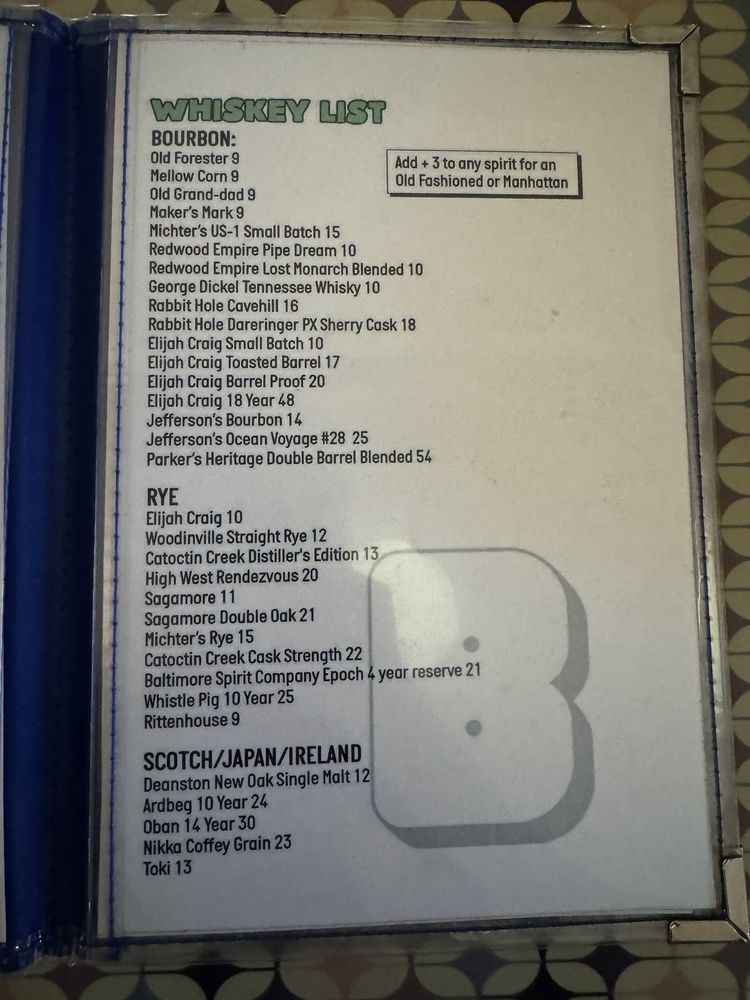 WHISKEY LIST
BOURBON:
Old Forester 9
Mellow Corn 9
Old Grand-dad 9
Maker's Mark 9
Michter's US-1 Small Batch 15
Redwood Empire Pipe Dream 10
Redwood Empire Lost Monarch Blended 10
George Dickel Tennessee Whisky 10
Rabbit Hole Cavehill 16
Rabbit Hole Dareringer PX Sherry Cask 18
Elijah Craig Small Batch 10
Elijah Craig Toasted Barrel 17
Elijah Craig Barrel Proof 20
Elijah Craig 18 Year 48
Jefferson's Bourbon 14
Jefferson's Ocean Voyage #28 25
Parker's Heritage Double Barrel Blended 54
Add + 3 to any spirit for an
Old Fashioned or Manhattan
RYE
Elijah Craig 10
Woodinville Straight Rye 12
Catoctin Creek Distiller's Edition 13
High West Rendezvous 20
Sagamore 11
Sagamore Double Oak 21
Michter's Rye 15
Catoctin Creek Cask Strength 22
Baltimore Spirit Company Epoch 4 year reserve 21
Whistle Pig 10 Year 25
Rittenhouse 9
SCOTCH/JAPAN/IRELAND
Deanston New Oak Single Malt 12
Ardbeg 10 Year 24
Oban 14 Year 30
Nikka Coffey Grain 23
Toki 13
B